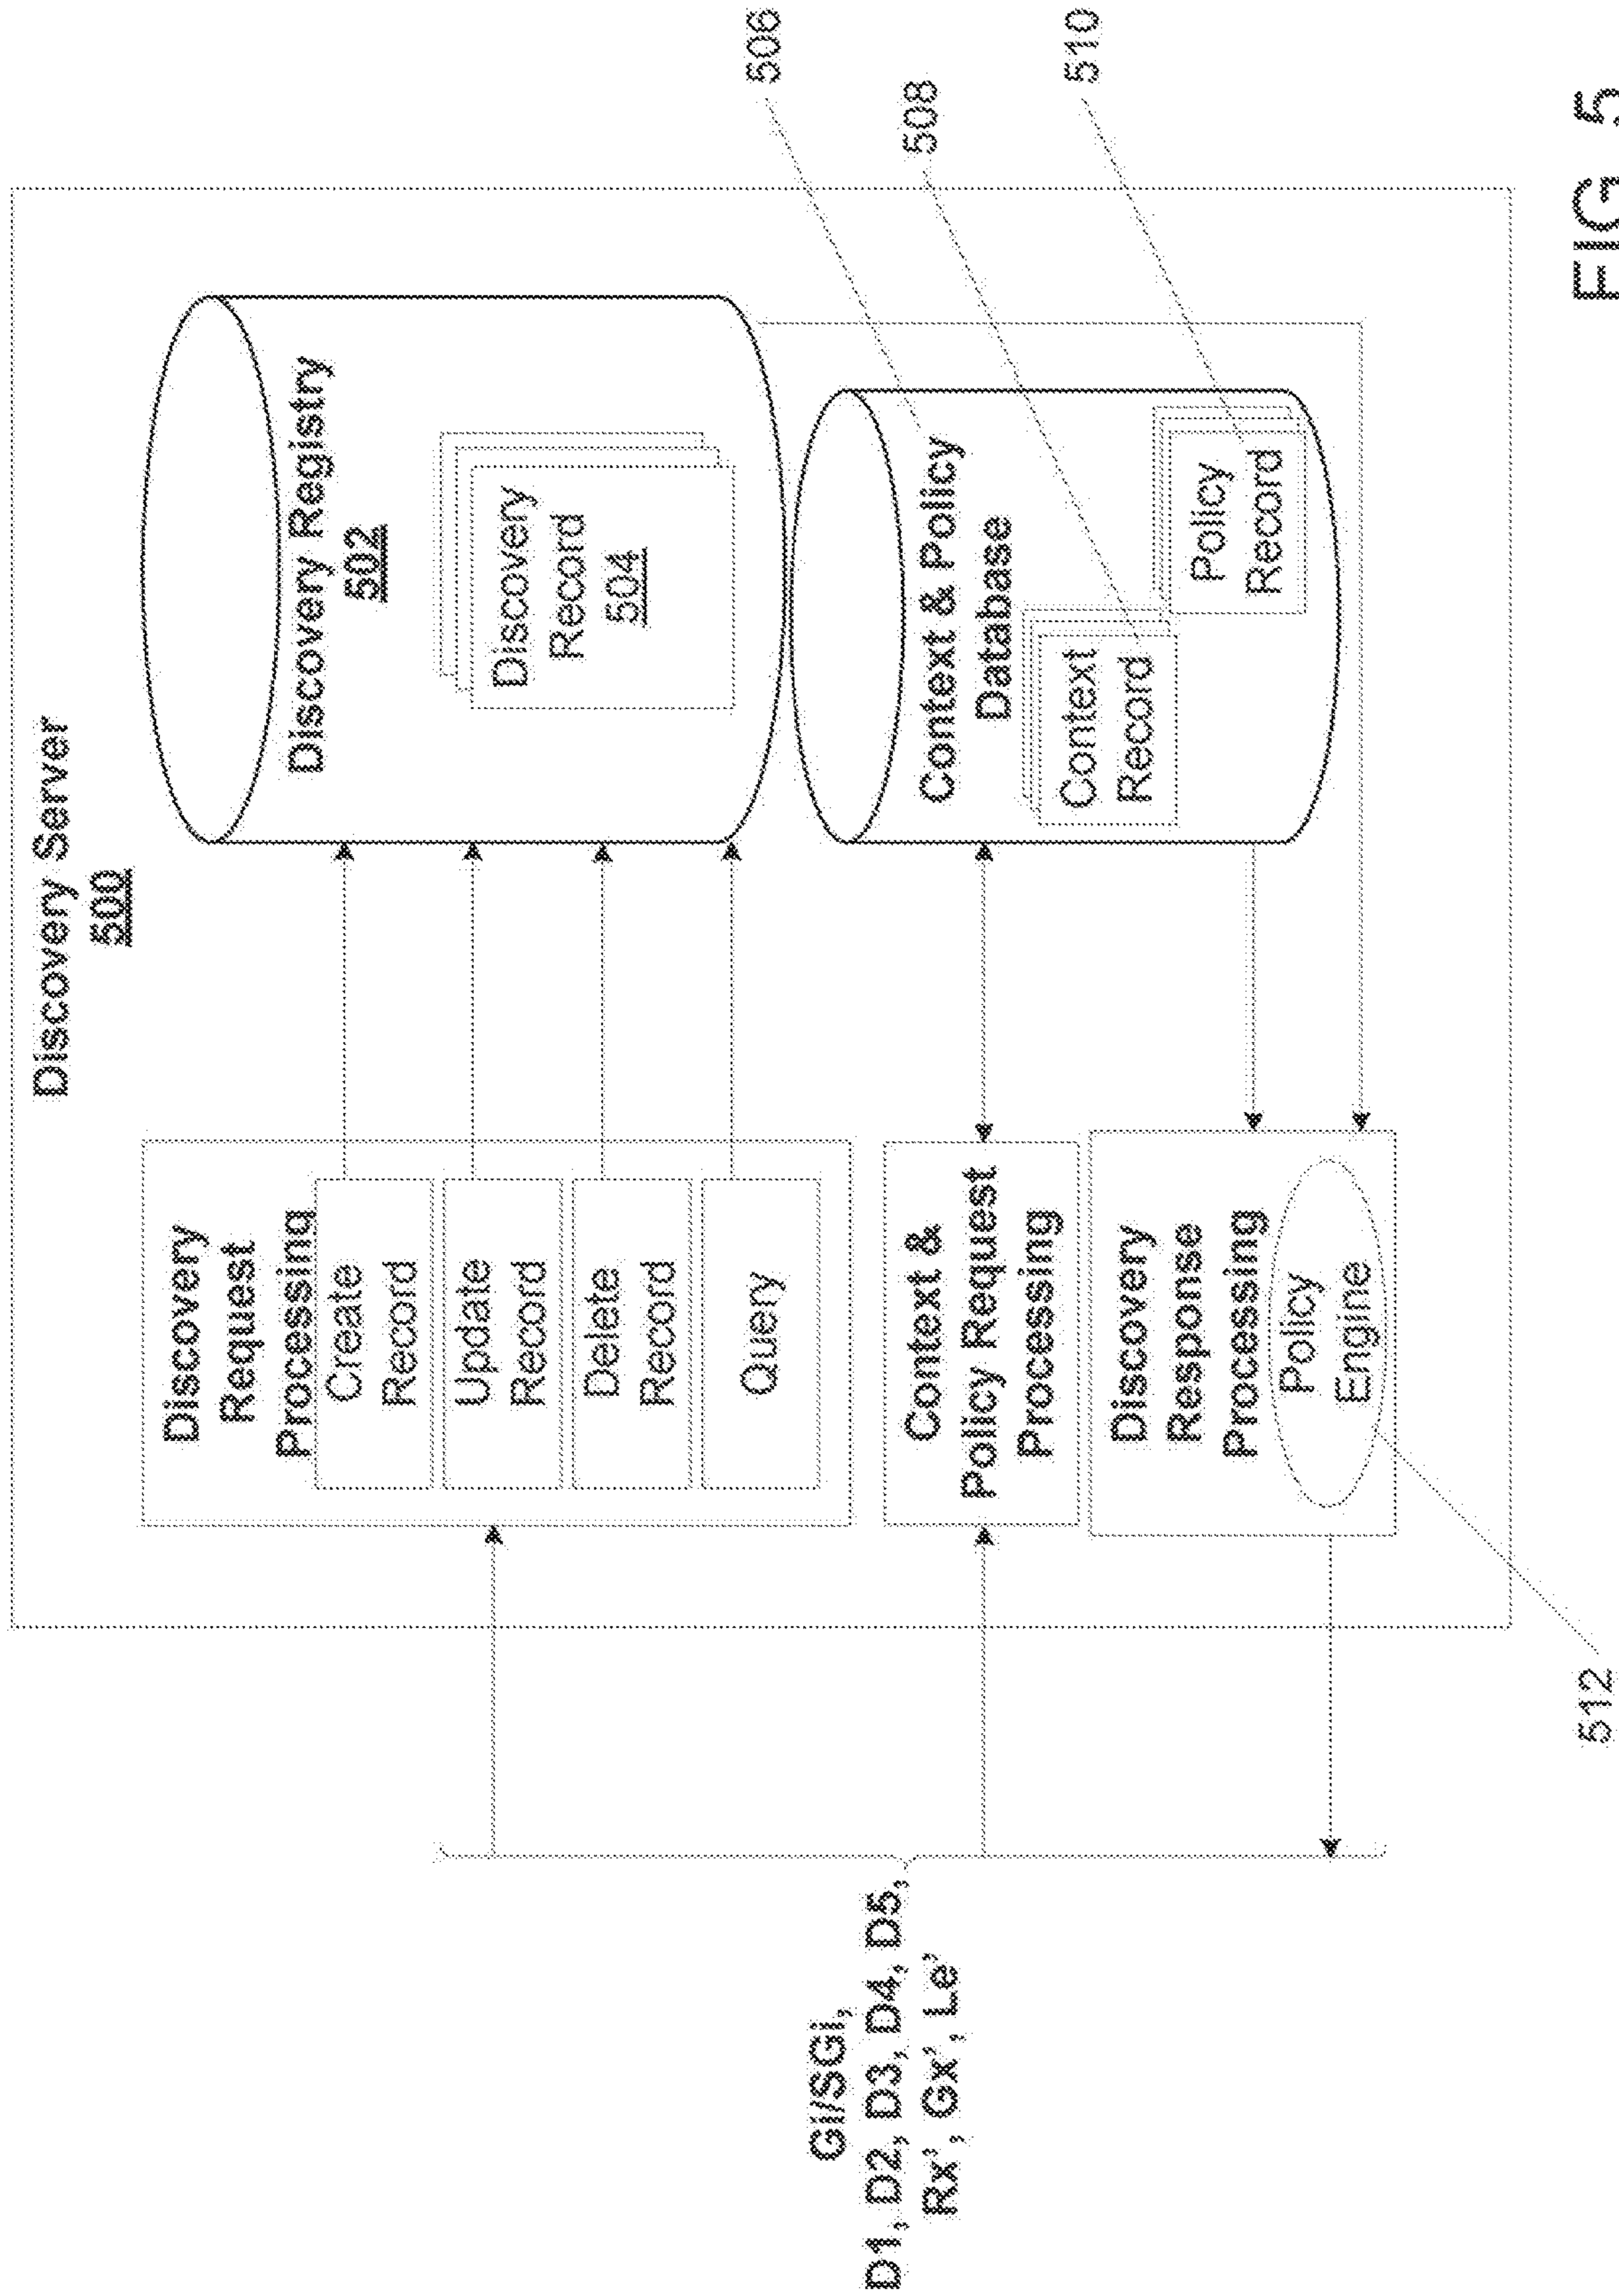 Discovery Server
500
Discovery
Request
Processing
Create
Record
Update
Record
Delete
Record
Query
Discovery Registry
502
Discovery
Record
504
Context &
Policy Request
Processing
Context & Policy
Database
Context
Record
Policy
Record
Discovery
Response
Processing
Policy
Engine
506
508
510
512
Gi/SGi,
D1, D2, D3, D4, D5,
Rx', Gx', Le'
FIG. 5